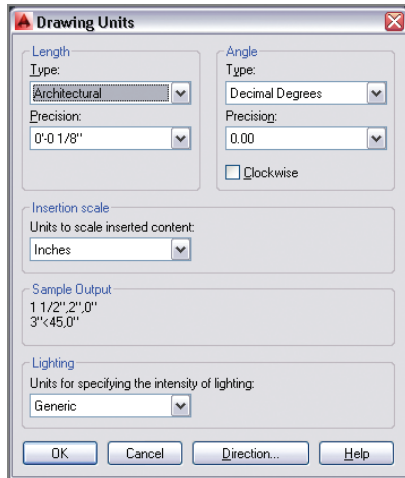 Drawing Units
Length
Type:
Architectural
Precision:
0'-0 1/8"
Angle
Type:
Decimal Degrees
Precision:
0.00
Clockwise
Insertion scale
Units to scale inserted content:
Inches
Sample Output
1 1/2",2",0"
3"<45,0"
Lighting
Units for specifying the intensity of lighting:
Generic
OK Cancel Direction... Help